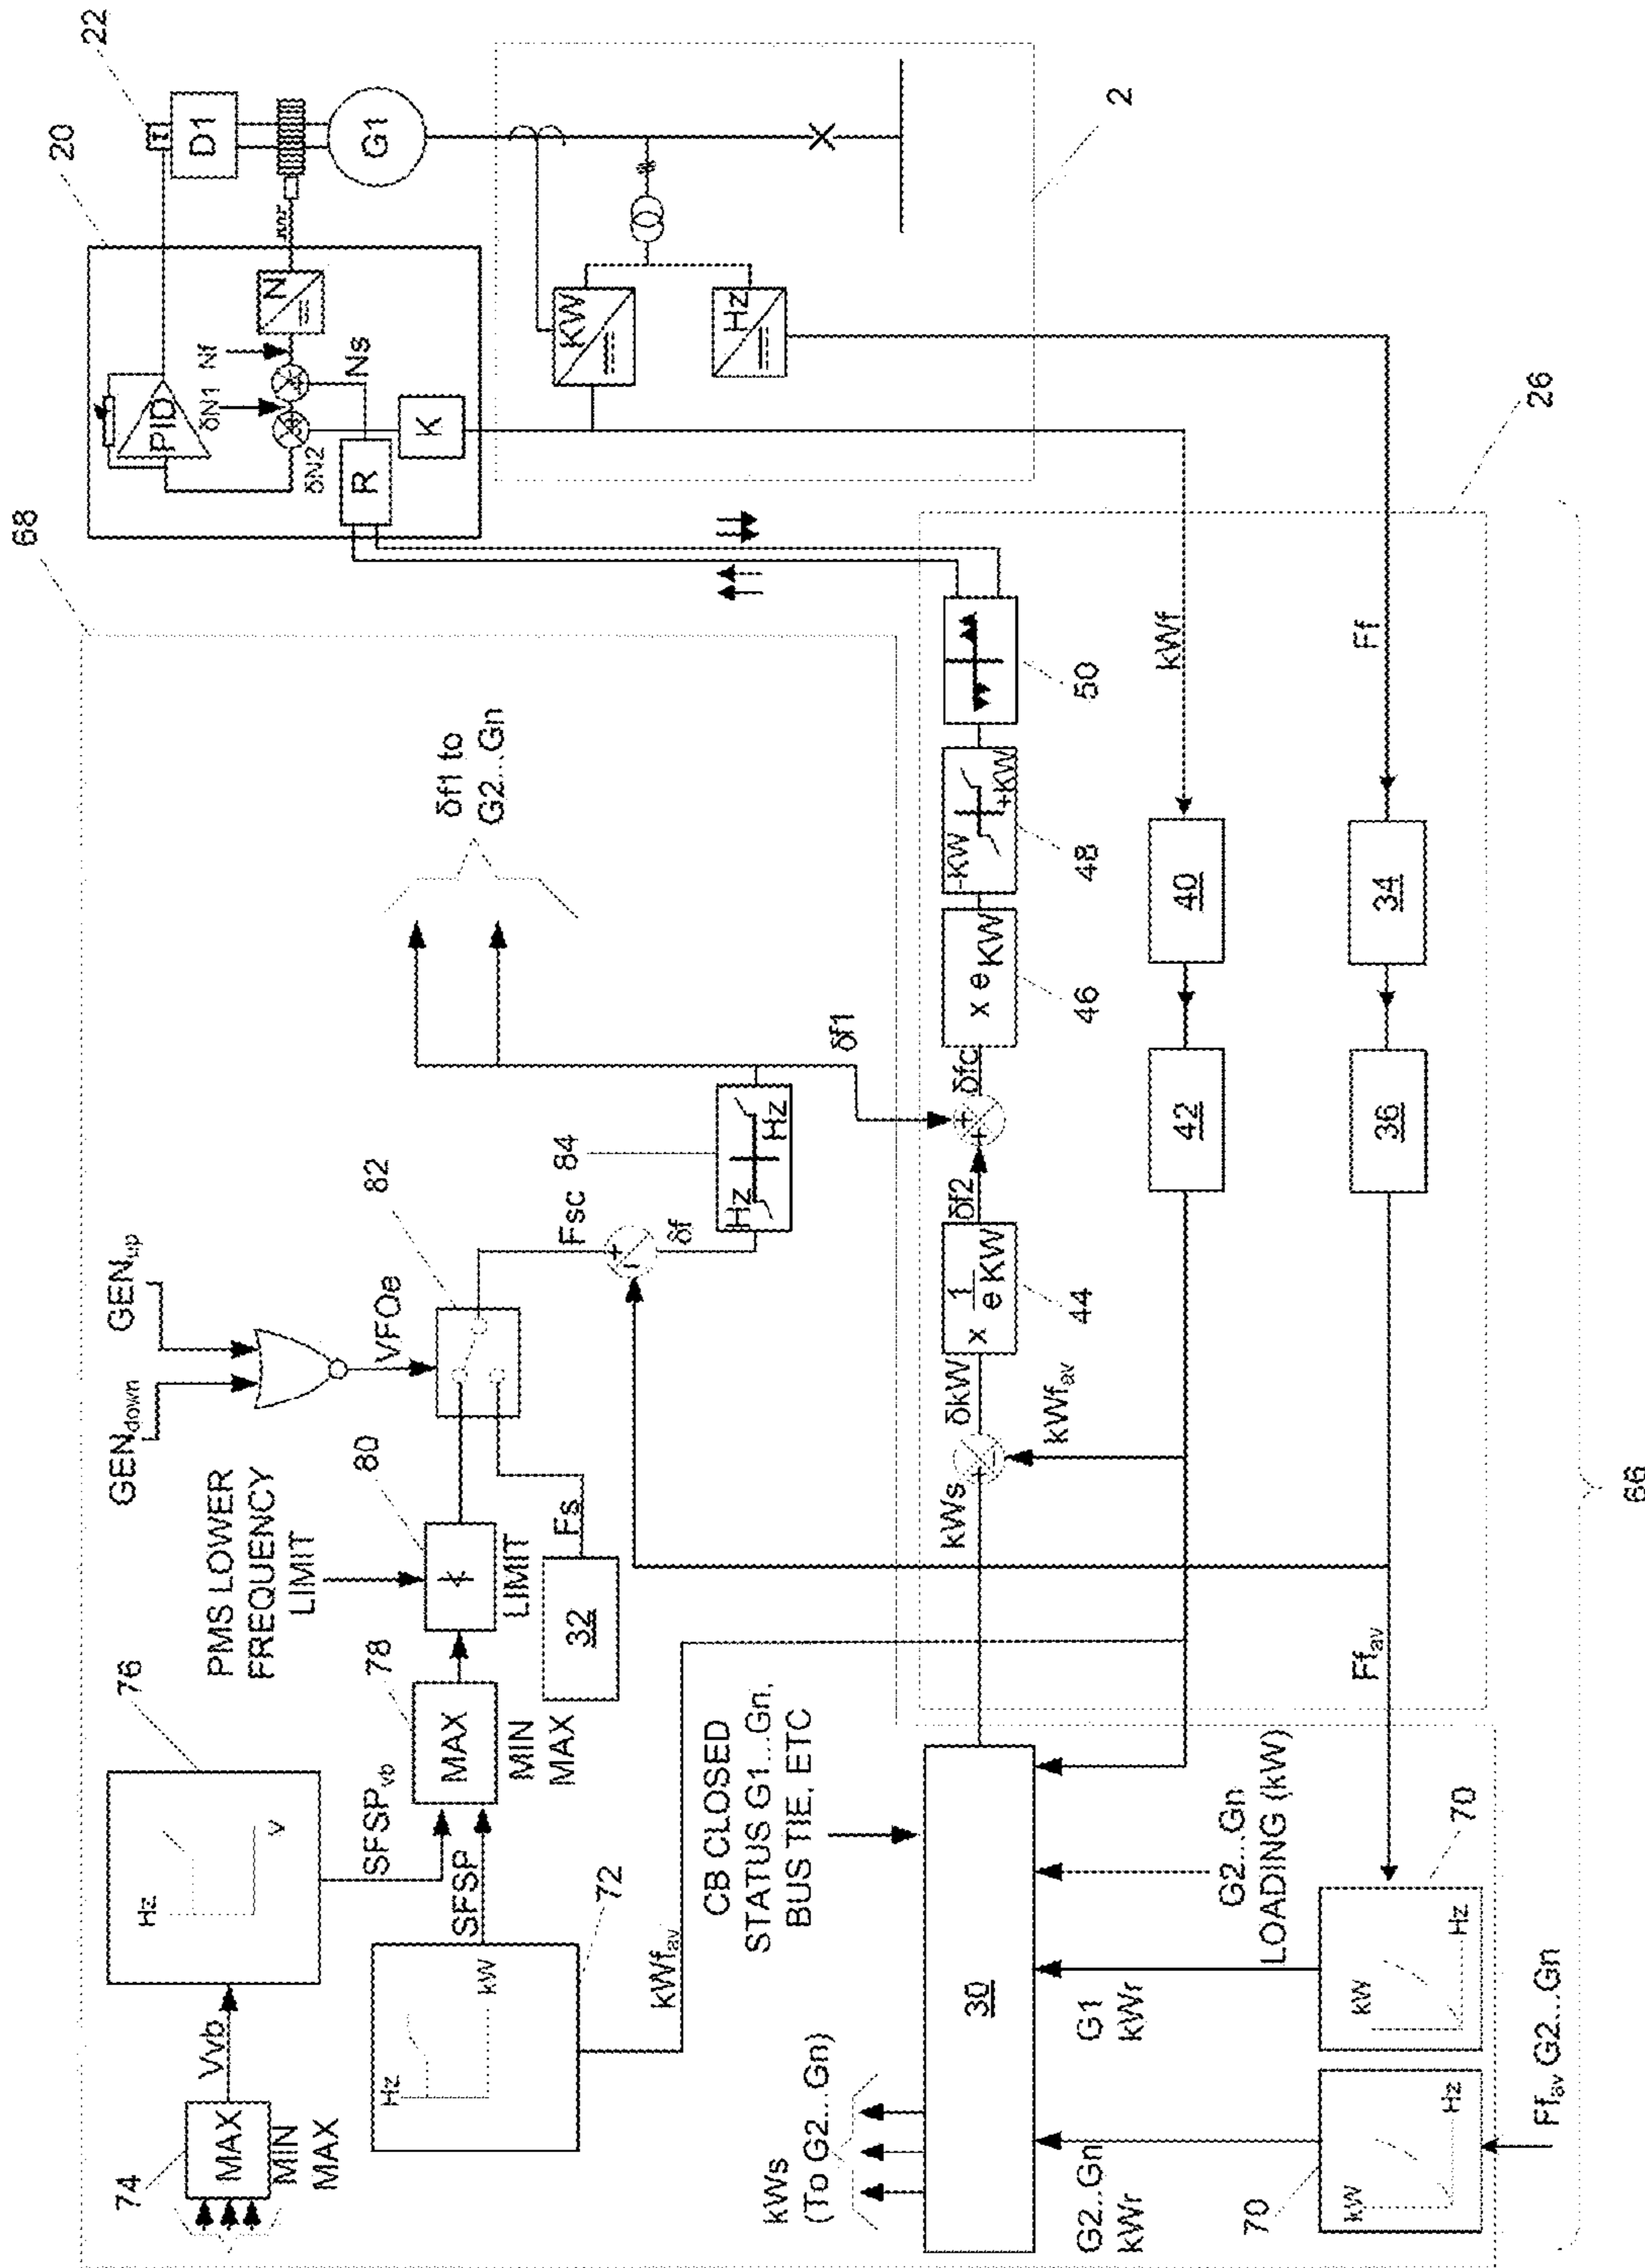 74
MAX
MIN
MAX
Vvb
Hz
V
76
SFSPvb
SFSP
Hz
kW
72
kWfav
MAX
78
MIN
MAX
PMS LOWER
FREQUENCY
LIMIT
80
LIMIT
32
Fs
GENdown
GENup
VFOe
82
Fsc
+
-
δf
84
Hz
Hz
δf1
δf1 to
G2...Gn
68
20
22
PID
δN1
Nf
δN2
Ns
N
R
K
T
D1
G1
KW
Hz
2
kWs
(To G2...Gn)
CB CLOSED
STATUS G1...Gn,
BUS TIE, ETC
30
G2..Gn
kWr
G1
kWr
G2...Gn
LOADING (kW)
kW
Hz
70
kW
Hz
70
Ffav G2...Gn
Ffav
kWs
-
kWfav
δkW
x 1/e KW
44
δf2
+
+
δfc
x e KW
46
-KW
+KW
48
50
42
40
kWf
36
34
Ff
26
66